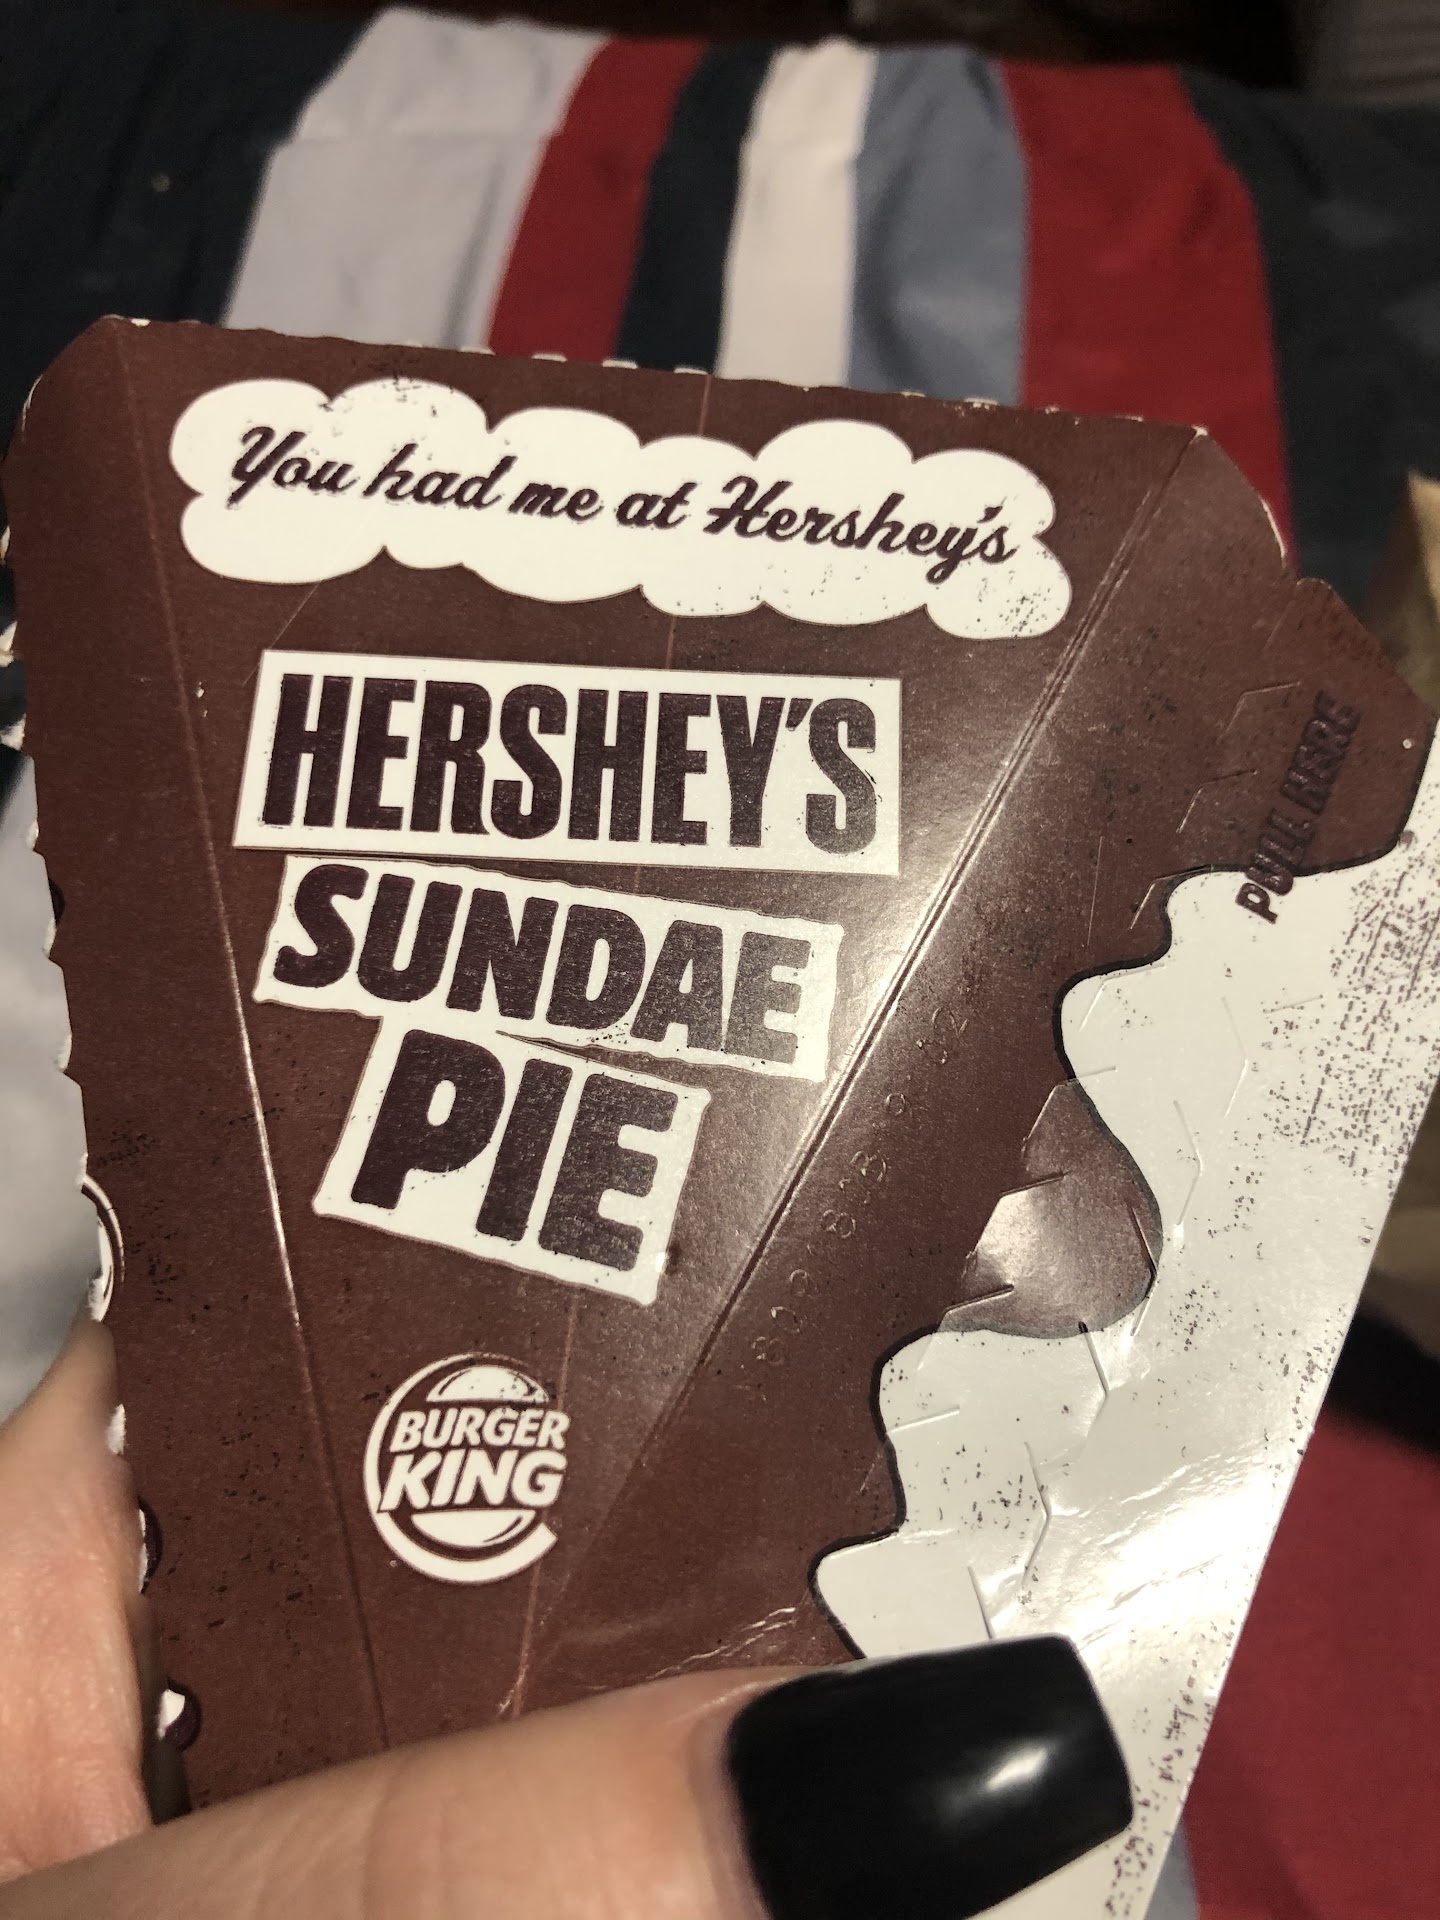 You had me at Hershey's
HERSHEY'S
SUNDAE
PIE
PULL HERE
BURGER
KING